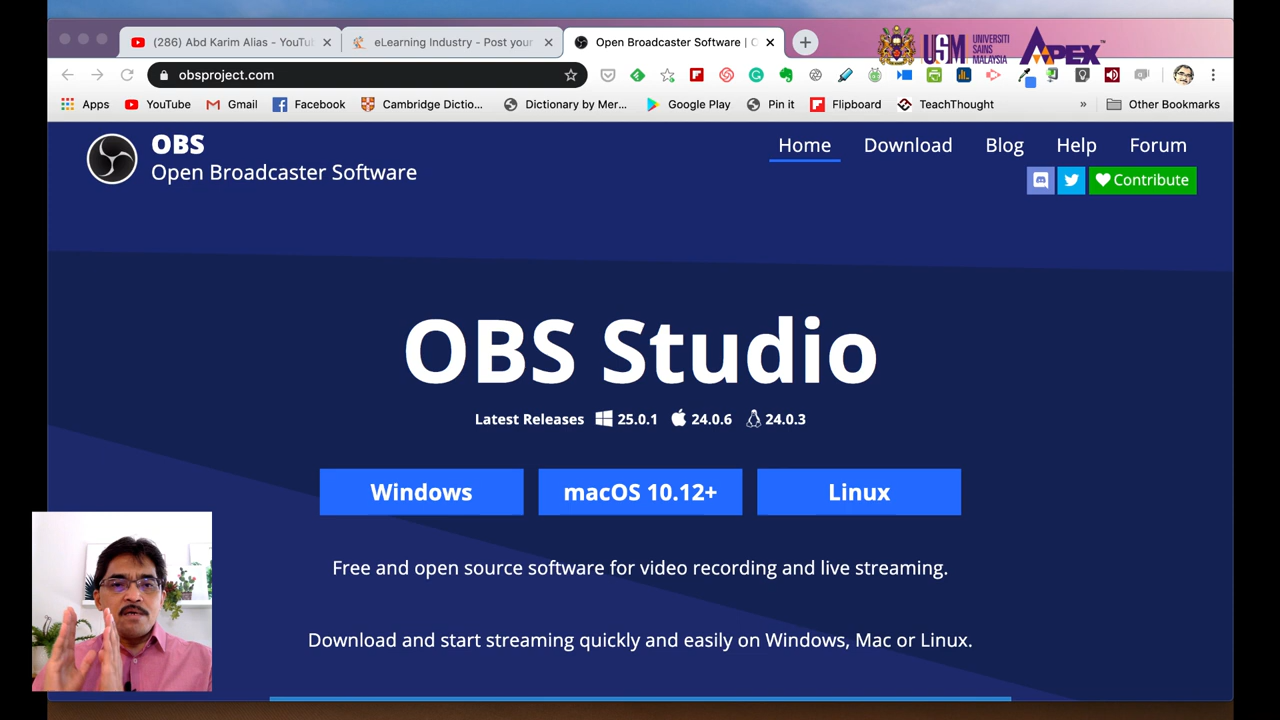 (286) Abd Karim Alias - YouTu
eLearning Industry - Post your
Open Broadcaster Software | O
USM
UNIVERSITI
SAINS
MALAYSIA
APEX™
obsproject.com
Apps
YouTube
Gmail
Facebook
Cambridge Dictio...
Dictionary by Mer...
Google Play
Pin it
Flipboard
TeachThought
»
Other Bookmarks
OBS
Open Broadcaster Software
Home
Download
Blog
Help
Forum
Contribute
OBS Studio
Latest Releases 25.0.1 24.0.6 24.0.3
Windows
macOS 10.12+
Linux
Free and open source software for video recording and live streaming.
Download and start streaming quickly and easily on Windows, Mac or Linux.